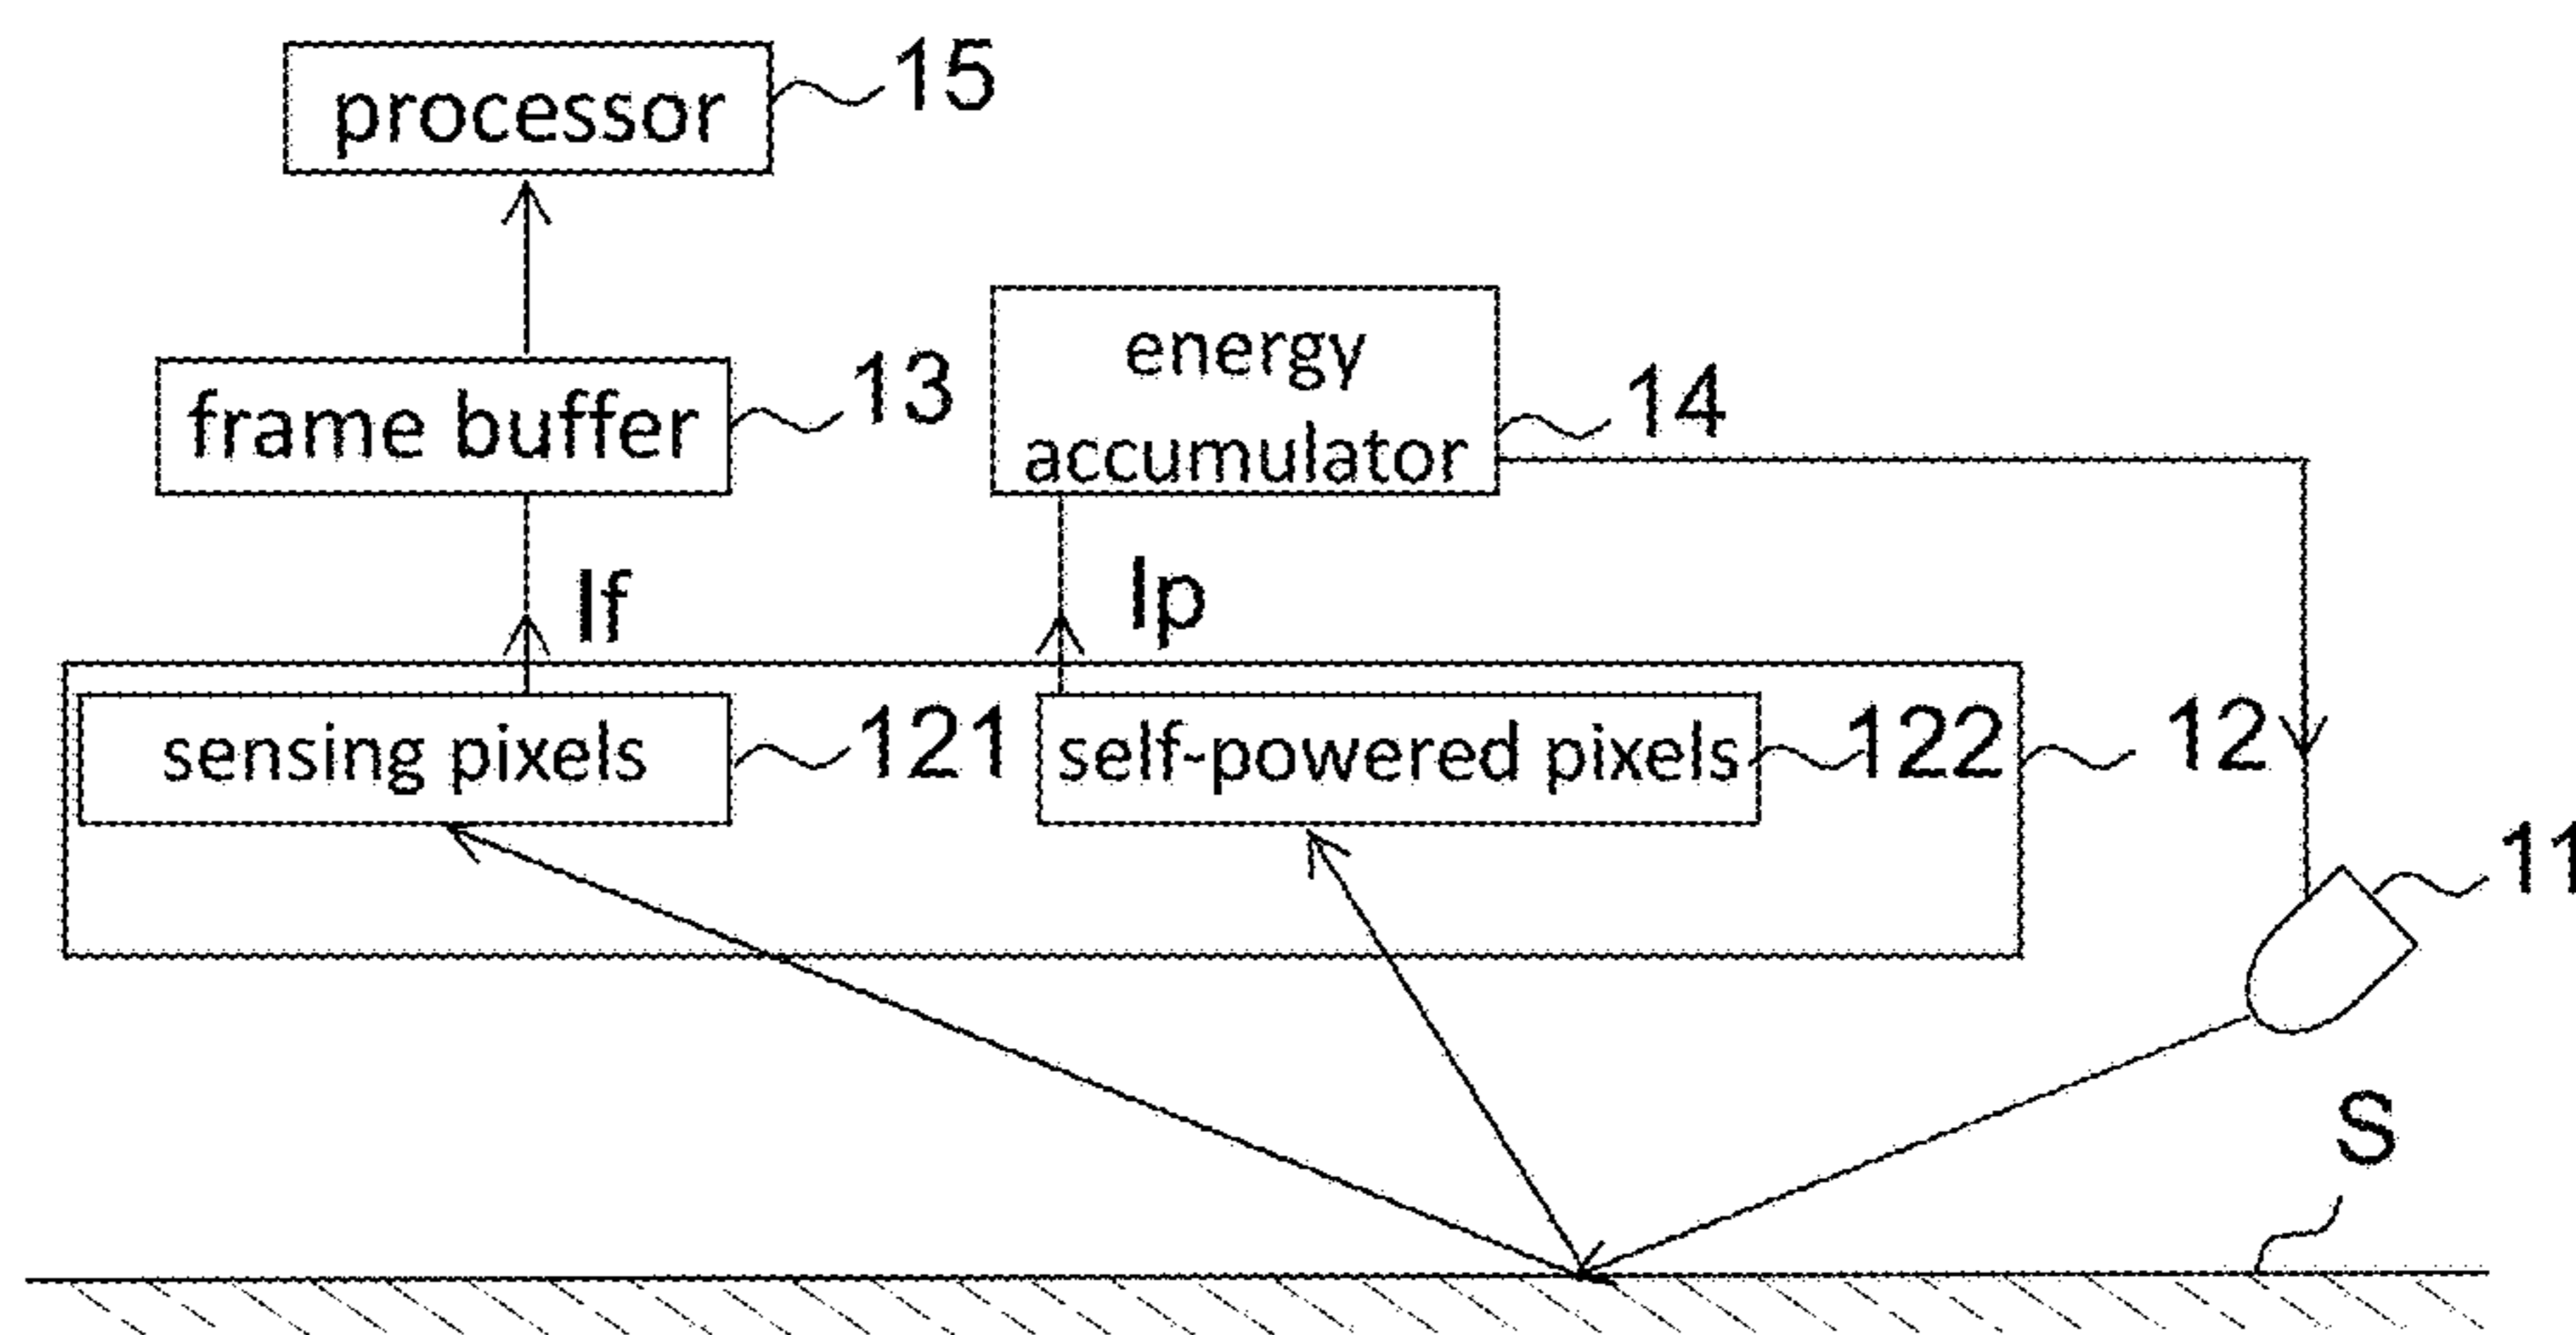 processor
15
energy
accumulator
14
frame buffer
13
If
Ip
sensing pixels
121
self-powered pixels
122
12
11
S